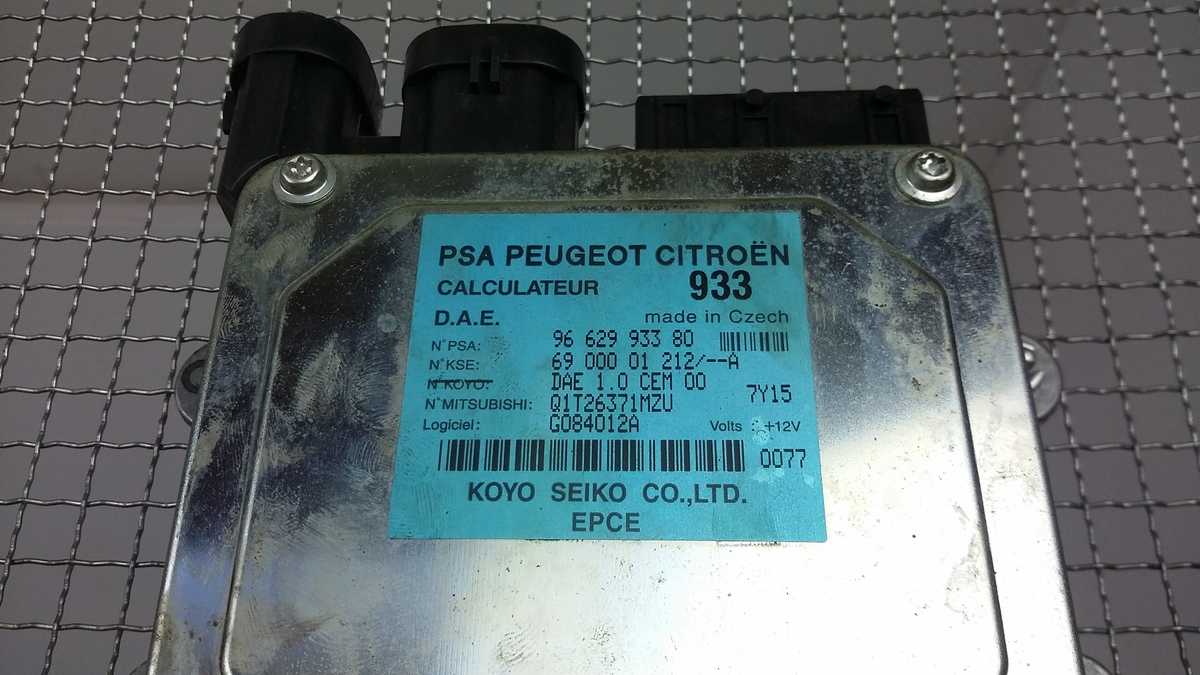 PSA PEUGEOT CITROËN
CALCULATEUR 933
D.A.E. made in Czech
N°PSA: 96 629 933 80
N°KSE: 69 000 01 212/--A
N°KOYO: DAE 1.0 CEM 00
7Y15
N°MITSUBISHI: Q1T26371MZU
Logiciel: G084012A Volts : +12V
0077
KOYO SEIKO CO.,LTD.
EPCE